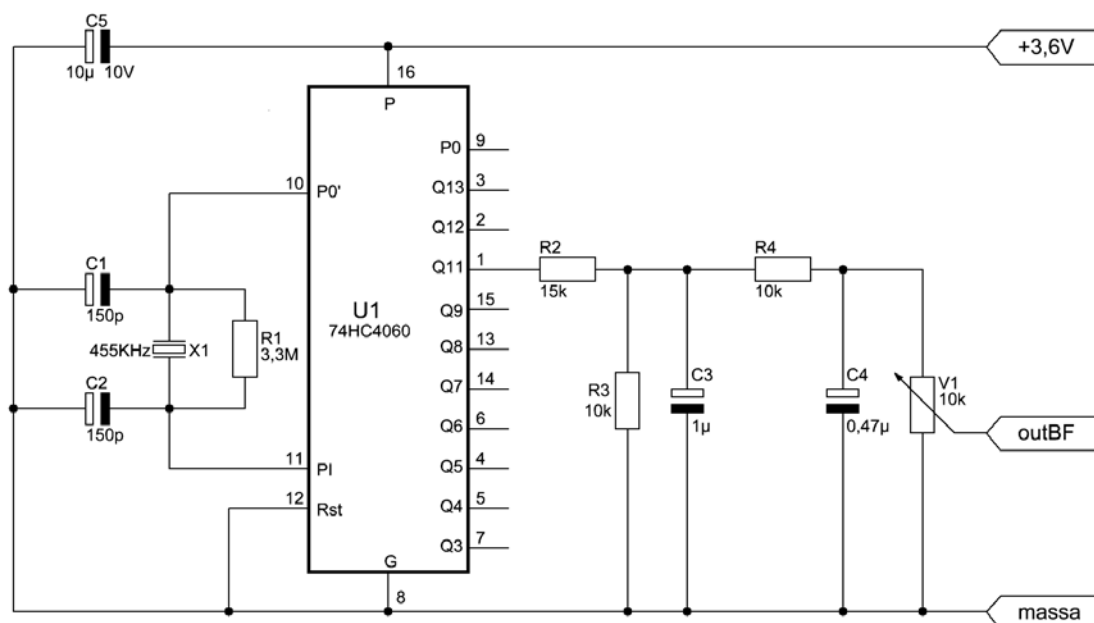 C5
10µ 10V
+3,6V
16
P
P0 9
10 P0'
Q13 3
Q12 2
C1
150p
Q11 1
R2
15k
R4
10k
U1
74HC4060
Q9 15
455KHz X1
R1
3,3M
Q8 13
C2
150p
Q7 14
R3
10k
C3
1µ
C4
0,47µ
V1
10k
Q6 6
outBF
11 PI
Q5 4
12 Rst
Q4 5
Q3 7
G
8
massa